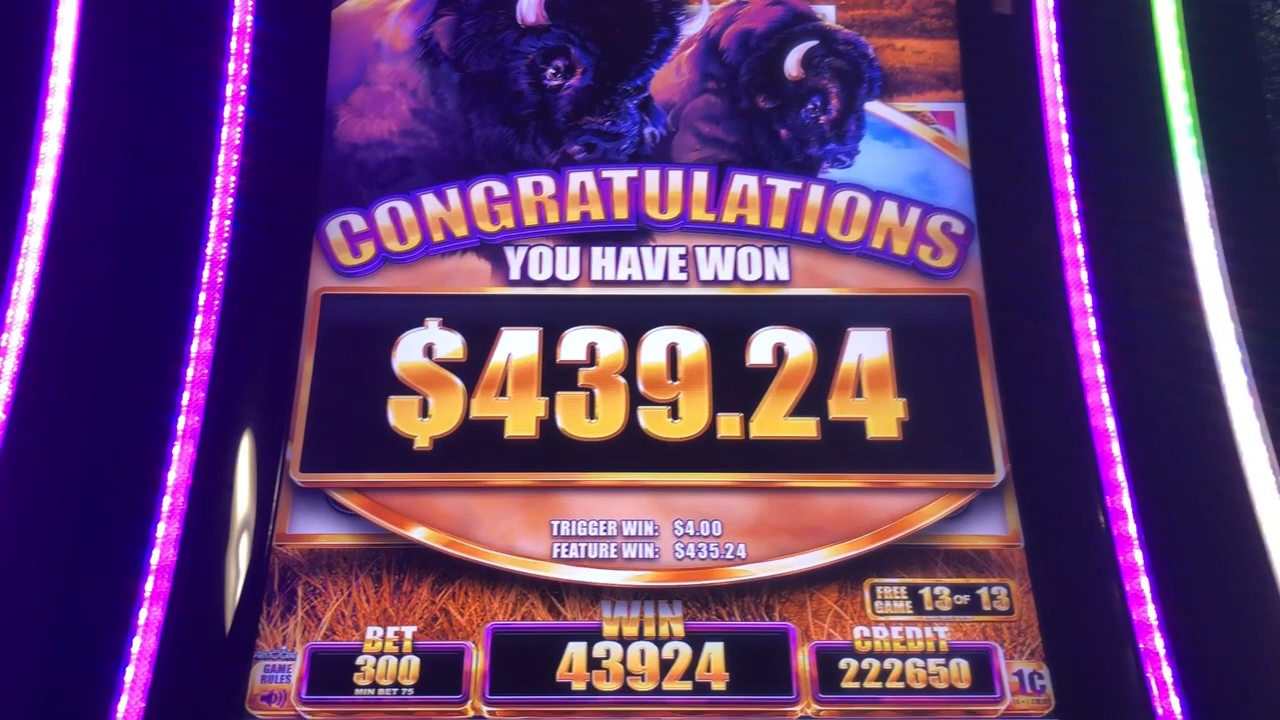 CONGRATULATIONS
YOU HAVE WON
$439.24
TRIGGER WIN: $4.00
FEATURE WIN: $435.24
FREE GAME 13 OF 13
BET
300
MIN BET 75
WIN
43924
CREDIT
222650
GAME
RULES
1C